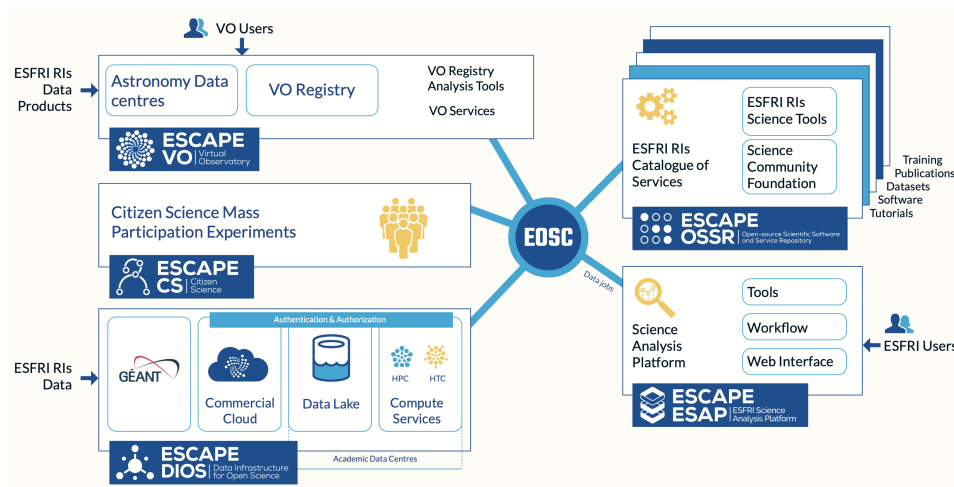 VO Users
ESFRI RIs
Data
Products
Astronomy Data
centres
VO Registry
VO Registry
Analysis Tools
VO Services
ESCAPE
VO
Virtual
Observatory
Citizen Science Mass
Participation Experiments
ESCAPE
CS
Citizen
Science
Authentication & Authorization
ESFRI RIs
Data
GÉANT
Commercial
Cloud
Data Lake
HPC
HTC
Compute
Services
Academic Data Centres
ESCAPE
DIOS
Data Infrastructure
for Open Science
EOSC
Data jobs
ESFRI RIs
Catalogue of
Services
ESFRI RIs
Science Tools
Science
Community
Foundation
Training
Publications
Datasets
Software
Tutorials
ESCAPE
OSSR
Open-source Scientific Software
and Service Repository
Science
Analysis
Platform
Tools
Workflow
Web Interface
ESFRI Users
ESCAPE
ESAP
ESFRI Science
Analysis Platform